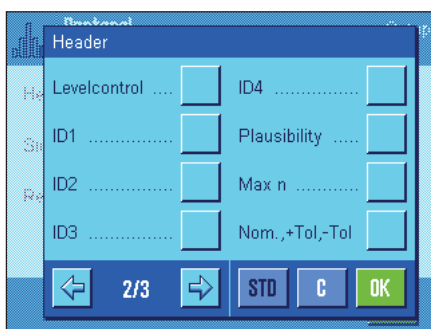 Header
Levelcontrol ....
ID1 ...............
ID2 ...............
ID3 ...............
ID4 ...............
Plausibility .....
Max n ...........
Nom.,+Tol,-Tol
2/3
STD
C
OK